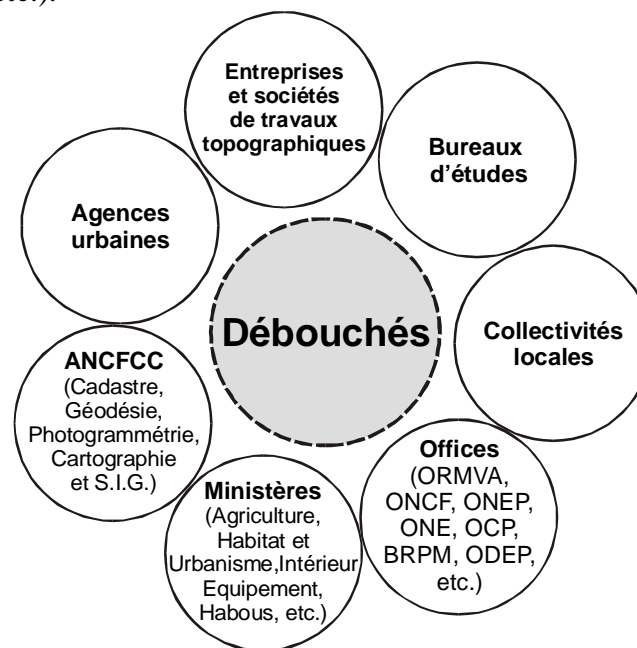 etc.).
Entreprises
et sociétés
de travaux
topographiques
Bureaux
d'études
Agences
urbaines
Débouchés
Collectivités
locales
ANCFCC
(Cadastre,
Géodésie,
Photogrammétrie,
Cartographie
et S.I.G.)
Ministères
(Agriculture,
Habitat et
Urbanisme,Intérieur
Equipement,
Habous, etc.)
Offices
(ORMVA,
ONCF, ONEP,
ONE, OCP,
BRPM, ODEP,
etc.)